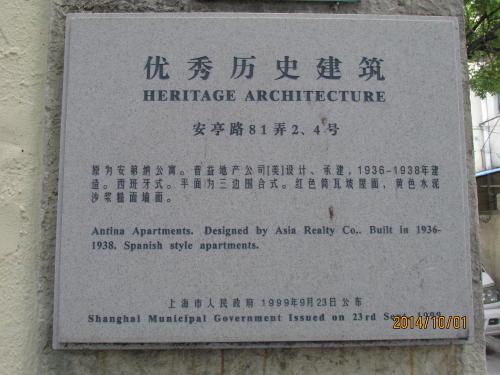 优秀历史建筑
HERITAGE ARCHITECTURE
安亭路81弄2、4号
原为安第纳公寓。普益地产公司[美]设计、承建，1936-1938年建
造。西班牙式。平面为三边围合式。红色筒瓦坡屋面，黄色水泥
沙浆糙面墙面。
Antina Apartments. Designed by Asia Realty Co.. Built in 1936-
1938. Spanish style apartments.
上海市人民政府 1999年9月23日公布
Shanghai Municipal Government Issued on 23rd Sept. 1999
2014/10/01